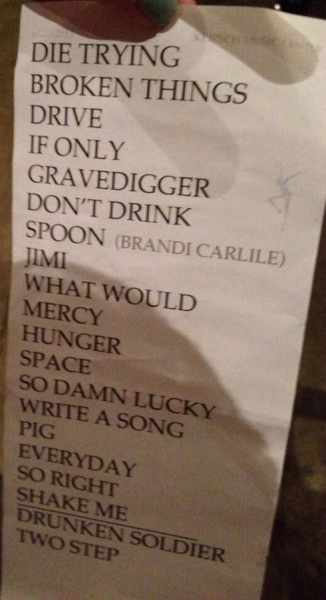 DIE TRYING
BROKEN THINGS
DRIVE
IF ONLY
GRAVEDIGGER
DON'T DRINK
SPOON (BRANDI CARLILE)
JIMI
WHAT WOULD
MERCY
HUNGER
SPACE
SO DAMN LUCKY
WRITE A SONG
PIG
EVERYDAY
SO RIGHT
SHAKE ME
DRUNKEN SOLDIER
TWO STEP